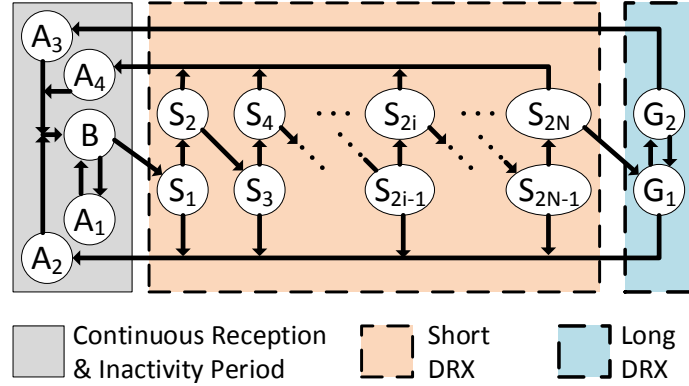 A3
A4
S2 S4 S2i S2N G2
B
S1 S3 S2i-1 S2N-1 G1
A1
A2
Continuous Reception Short Long
& Inactivity Period DRX DRX